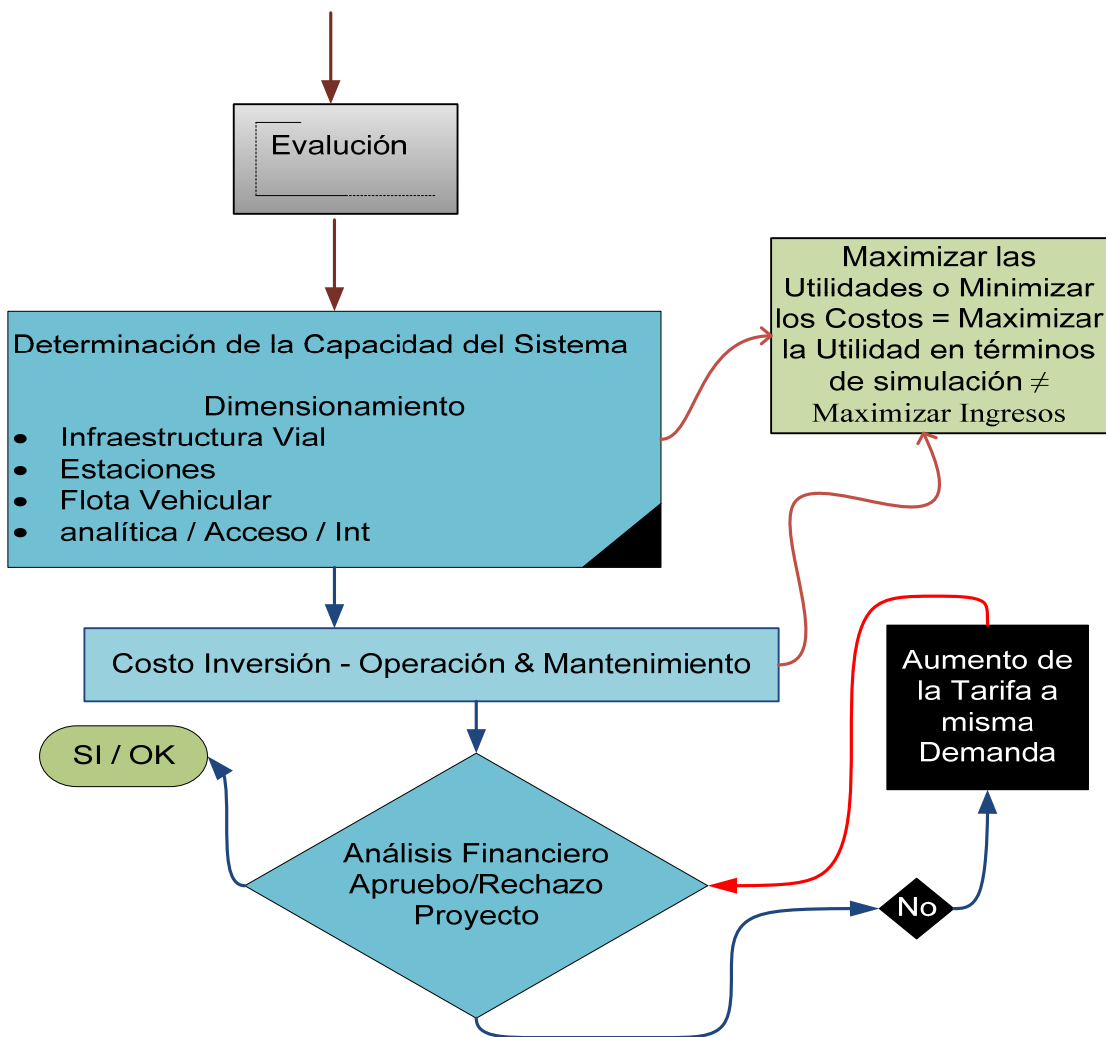 Evalución
Determinación de la Capacidad del Sistema
Dimensionamiento
• Infraestructura Vial
• Estaciones
• Flota Vehicular
• analítica / Acceso / Int
Maximizar las
Utilidades o Minimizar
los Costos = Maximizar
la Utilidad en términos
de simulación ≠
Maximizar Ingresos
Costo Inversión - Operación & Mantenimiento
Aumento de
la Tarifa a
misma
Demanda
SI / OK
Análisis Financiero
Apruebo/Rechazo
Proyecto
No